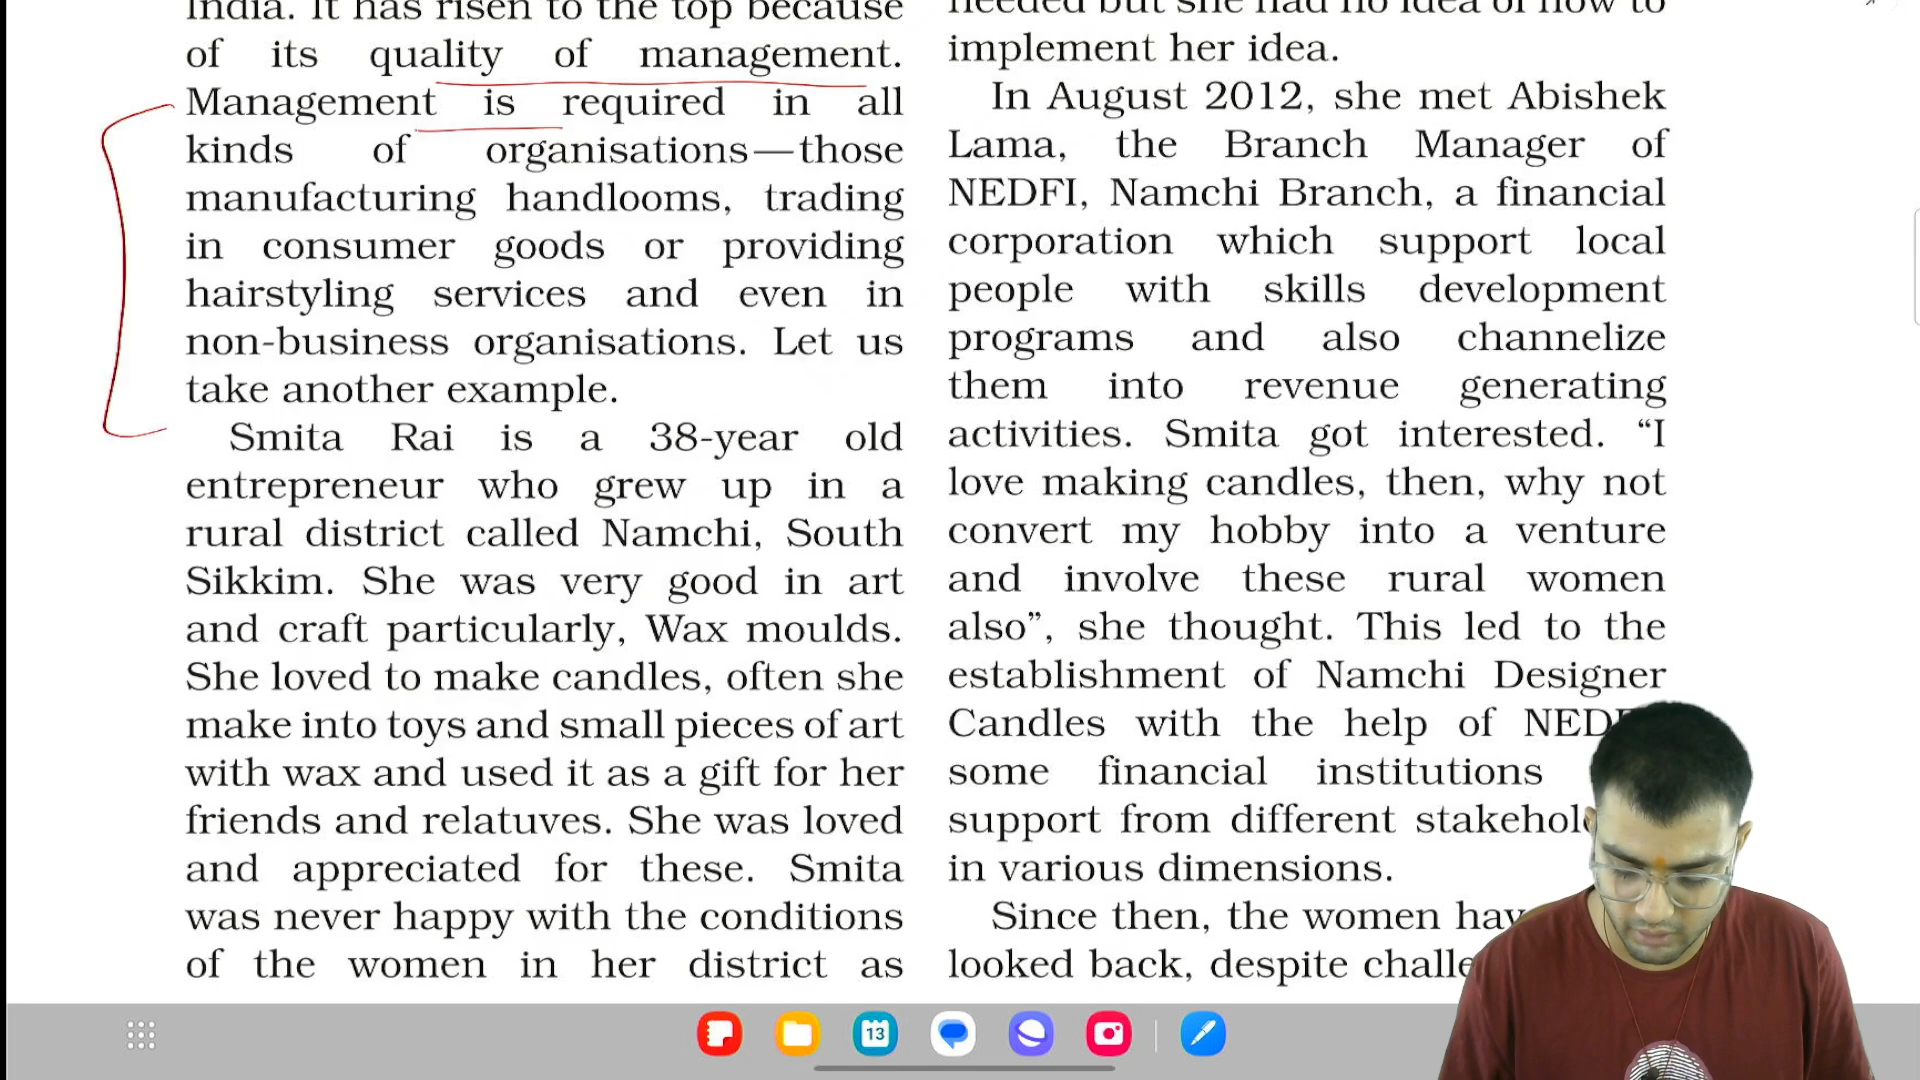 India. It has risen to the top because
of its quality of management.
Management is required in all
kinds of organisations—those
manufacturing handlooms, trading
in consumer goods or providing
hairstyling services and even in
non-business organisations. Let us
take another example.
Smita Rai is a 38-year old
entrepreneur who grew up in a
rural district called Namchi, South
Sikkim. She was very good in art
and craft particularly, Wax moulds.
She loved to make candles, often she
make into toys and small pieces of art
with wax and used it as a gift for her
friends and relatuves. She was loved
and appreciated for these. Smita
was never happy with the conditions
of the women in her district as
needed but she had no idea of how to
implement her idea.
In August 2012, she met Abishek
Lama, the Branch Manager of
NEDFI, Namchi Branch, a financial
corporation which support local
people with skills development
programs and also channelize
them into revenue generating
activities. Smita got interested. “I
love making candles, then, why not
convert my hobby into a venture
and involve these rural women
also”, she thought. This led to the
establishment of Namchi Designer
Candles with the help of
some financial institutions
support from different
in various dimensions.
Since then, the women
looked back, despite
13